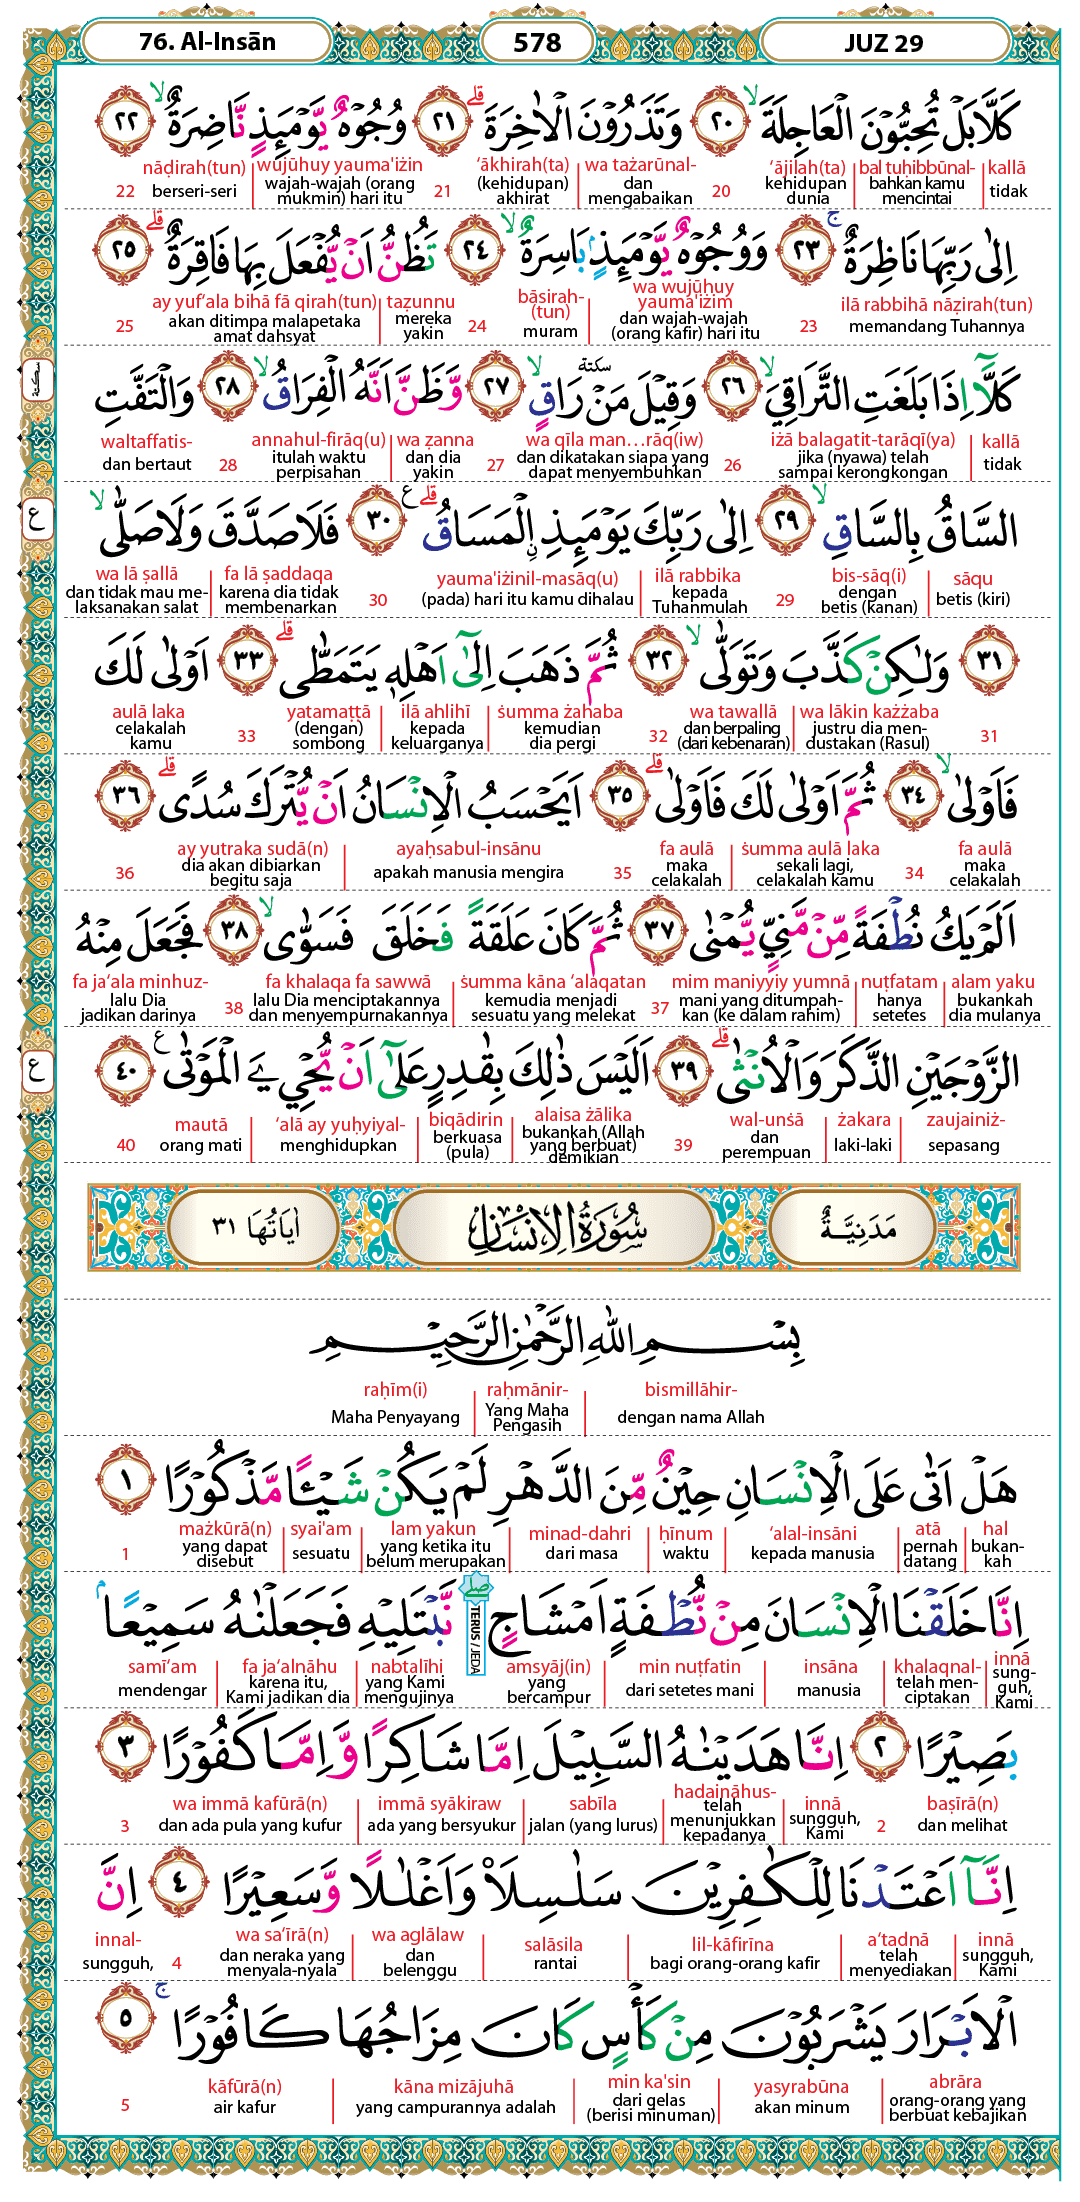 76. Al-Insān 578 JUZ 29
كَلَّا بَلْ تُحِبُّوْنَ الْعَاجِلَةَۙ ٢٠ وَتَذَرُوْنَ الْاٰخِرَةَۗ ٢١ وُجُوْهٌ يَّوْمَىِٕذٍ نَّاضِرَةٌۙ ٢٢
kallā bal tuḥibbūnal- ‘ājilah(ta) wa tażarūnal- ‘ākhirah(ta) wujūhuy yauma'iżin nāḍirah(tun)
tidak bahkan kamu mencintai kehidupan dunia 20 dan mengabaikan (kehidupan) akhirat 21 wajah-wajah (orang mukmin) hari itu berseri-seri 22
اِلٰى رَبِّهَا نَاظِرَةٌۚ ٢٣ وَوُجُوْهٌ يَّوْمَىِٕذٍۢ بَاسِرَةٌۙ ٢٤ تَظُنُّ اَنْ يُّفْعَلَ بِهَا فَاقِرَةٌۗ ٢٥
ilā rabbihā nāẓirah(tun) wa wujūhuy yauma'iżim bāsirah-(tun) taẓunnu ay yuf‘ala bihā fā qirah(tun)
memandang Tuhannya 23 dan wajah-wajah (orang kafir) hari itu muram 24 mereka yakin akan ditimpa malapetaka amat dahsyat 25
سكتة
كَلَّآ اِذَا بَلَغَتِ التَّرَاقِيَۙ ٢٦ وَقِيْلَ مَنْ ۜرَاقٍۙ ٢٧ وَّظَنَّ اَنَّهُ الْفِرَاقُۙ ٢٨ وَالْتَفَّتِ
kallā iżā balagatit-tarāqī(ya) wa qīla man...rāq(iw) wa ẓanna annahul-firāq(u) waltaffatis-
tidak jika (nyawa) telah sampai kerongkongan 26 dan dikatakan siapa yang dapat menyembuhkan 27 dan dia yakin itulah waktu perpisahan 28 dan bertaut
ع
السَّاقُ بِالسَّاقِۙ ٢٩ اِلٰى رَبِّكَ يَوْمَىِٕذِ ۨالْمَسَاقُۗ ࣖ ٣٠ فَلَا صَدَّقَ وَلَا صَلّٰىۙ
sāqu bis-sāq(i) ilā rabbika yauma'iżinil-masāq(u) fa lā ṣaddaqa wa lā ṣallā
betis (kiri) dengan betis (kanan) 29 kepada Tuhanmulah (pada) hari itu kamu dihalau 30 karena dia tidak membenarkan dan tidak mau me-laksanakan salat
٣١ وَلٰكِنْ كَذَّبَ وَتَوَلّٰىۙ ٣٢ ثُمَّ ذَهَبَ اِلٰٓى اَهْلِهٖ يَتَمَطّٰىۗ ٣٣ اَوْلٰى لَكَ
wa lākin każżaba wa tawallā ṡumma żahaba ilā ahlihī yatamaṭṭā aulā laka
31 justru dia men-dustakan (Rasul) dan berpaling (dari kebenaran) 32 kemudian dia pergi kepada keluarganya (dengan) sombong 33 celakalah kamu
فَاَوْلٰىۙ ٣٤ ثُمَّ اَوْلٰى لَكَ فَاَوْلٰىۗ ٣٥ اَيَحْسَبُ الْاِنْسَانُ اَنْ يُّتْرَكَ سُدًىۗ ٣٦
fa aulā ṡumma aulā laka fa aulā ayaḥsabul-insānu ay yutraka sudā(n)
maka celakalah 34 sekali lagi, celakalah kamu maka celakalah 35 apakah manusia mengira dia akan dibiarkan begitu saja 36
اَلَمْ يَكُ نُطْفَةً مِّنْ مَّنِيٍّ يُّمْنٰى ٣٧ ثُمَّ كَانَ عَلَقَةً فَخَلَقَ فَسَوّٰىۙ ٣٨ فَجَعَلَ مِنْهُ
alam yaku nuṭfatam mim maniyyiy yumnā ṡumma kāna ‘alaqatan fa khalaqa fa sawwā fa ja‘ala minhuz-
bukankah dia mulanya hanya setetes mani yang ditumpah-kan (ke dalam rahim) 37 kemudia menjadi sesuatu yang melekat lalu Dia menciptakannya dan menyempurnakannya 38 lalu Dia jadikan darinya
ع
الزَّوْجَيْنِ الذَّكَرَ وَالْاُنْثٰىۗ ٣٩ اَلَيْسَ ذٰلِكَ بِقٰدِرٍ عَلٰٓى اَنْ يُّحْيِ يَ الْمَوْتٰى ࣖ ٤٠
zaujainiż- żakara wal-unṡā alaisa żālika biqādirin ‘alā ay yuḥyiyal- mautā
sepasang laki-laki dan perempuan 39 bukankah (Allah yang berbuat) demikian berkuasa (pula) menghidupkan orang mati 40
مَدَنِيَّةٌ سُوْرَةُ الْاِنْسَانِ اٰيَاتُهَا ٣١
بِسْمِ اللّٰهِ الرَّحْمٰنِ الرَّحِيْمِ
bismillāhir- raḥmānir- raḥīm(i)
dengan nama Allah Yang Maha Pengasih Maha Penyayang
هَلْ اَتٰى عَلَى الْاِنْسَانِ حِيْنٌ مِّنَ الدَّهْرِ لَمْ يَكُنْ شَيْـًٔا مَّذْكُوْرًا ١
hal atā ‘alal-insāni ḥīnum minad-dahri lam yakun syai'am mażkūrā(n)
bukan-kah pernah datang kepada manusia waktu dari masa yang ketika itu belum merupakan sesuatu yang dapat disebut 1
اِنَّا خَلَقْنَا الْاِنْسَانَ مِنْ نُّطْفَةٍ اَمْشَاجٍۖ TERUS / JEDA نَّبْتَلِيْهِ فَجَعَلْنٰهُ سَمِيْعًاۢ
innā khalaqnal- insāna min nuṭfatin amsyāj(in) nabtalīhi fa ja‘alnāhu samī‘am
sung-guh, Kami telah men-ciptakan manusia dari setetes mani yang bercampur yang Kami mengujinya karena itu, Kami jadikan dia mendengar
بَصِيْرًا ٢ اِنَّا هَدَيْنٰهُ السَّبِيْلَ اِمَّا شَاكِرًا وَّاِمَّا كَفُوْرًا ٣
baṣīrā(n) innā hadaināhus- sabīla immā syākiraw wa immā kafūrā(n)
dan melihat 2 sungguh, Kami telah menunjukkan kepadanya jalan (yang lurus) ada yang bersyukur dan ada pula yang kufur 3
اِنَّآ اَعْتَدْنَا لِلْكٰفِرِيْنَ سَلٰسِلَا۟ وَاَغْلٰلًا وَّسَعِيْرًا ٤ اِنَّ
innā a‘tadnā lil-kāfirīna salāsila wa aglālaw wa sa‘īrā(n) innal-
sungguh, Kami telah menyediakan bagi orang-orang kafir rantai dan belenggu dan neraka yang menyala-nyala 4 sungguh,
الْاَبْرَارَ يَشْرَبُوْنَ مِنْ كَأْسٍ كَانَ مِزَاجُهَا كَافُوْرًاۚ ٥
abrāra yasyrabūna min ka'sin kāna mizājuhā kāfūrā(n)
orang-orang yang berbuat kebajikan akan minum dari gelas (berisi minuman) yang campurannya adalah air kafur 5